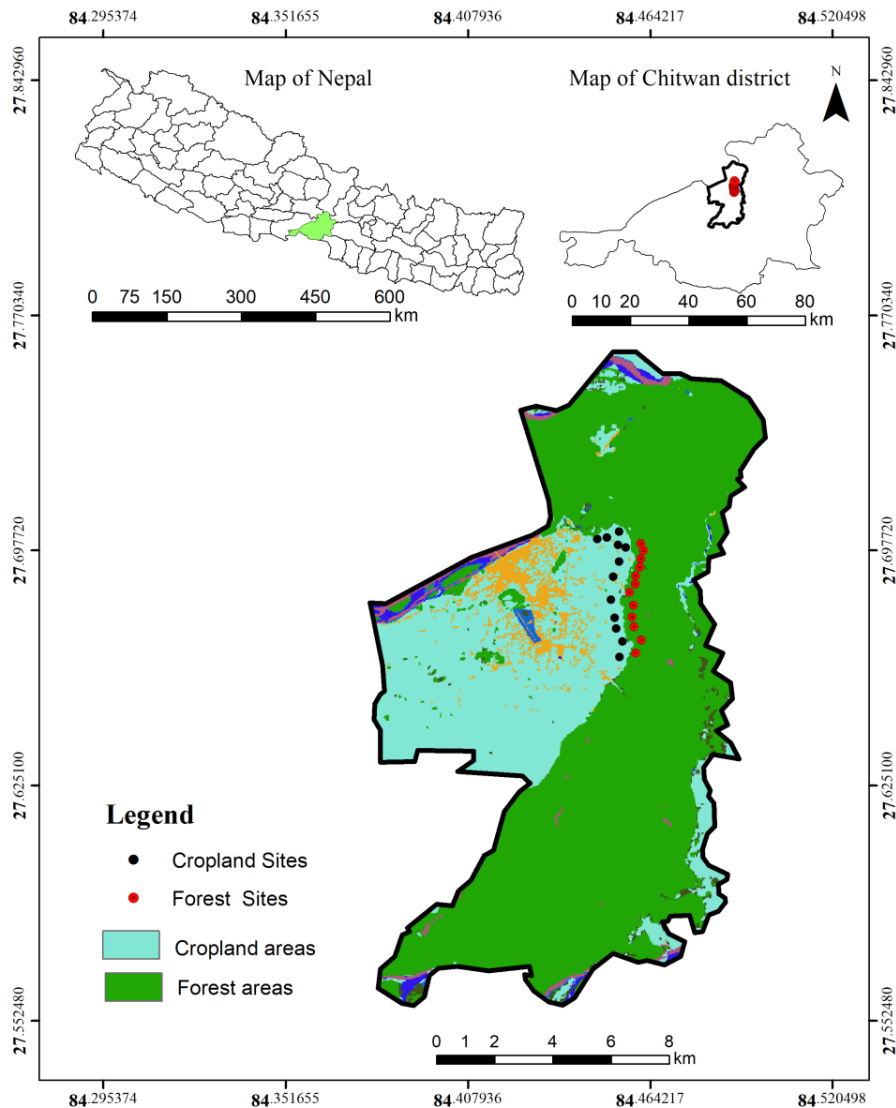 84.295374 84.351655 84.407936 84.464217 84.520498
27.842960 27.842960
Map of Nepal
Map of Chitwan district
N
0 75 150 300 450 600
km
0 10 20 40 60 80
km
27.770340 27.770340
27.697720 27.697720
27.625100 27.625100
Legend
Cropland Sites
Forest Sites
Cropland areas
Forest areas
27.552480 27.552480
0 1 2 4 6 8
km
84.295374 84.351655 84.407936 84.464217 84.520498